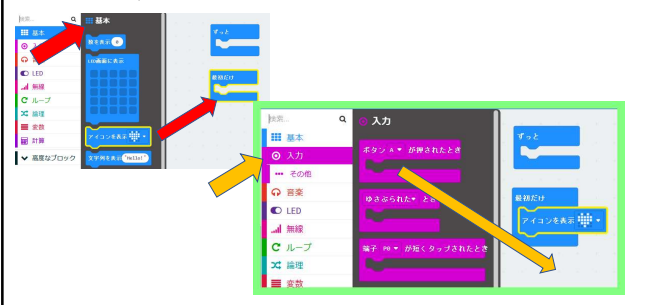 検索...
基本
入力
音
LED
無線
ループ
論理
変数
計算
高度なブロック
基本
数を表示 0
LED画面に表示
アイコンを表示
文字列を表示 "Hello!"
ずっと
最初だけ
検索...
基本
入力
その他
音楽
LED
無線
ループ
論理
変数
入力
ボタン A が押されたとき
ゆさぶられた とき
端子 P0 が短くタップされたとき
ずっと
最初だけ
アイコンを表示